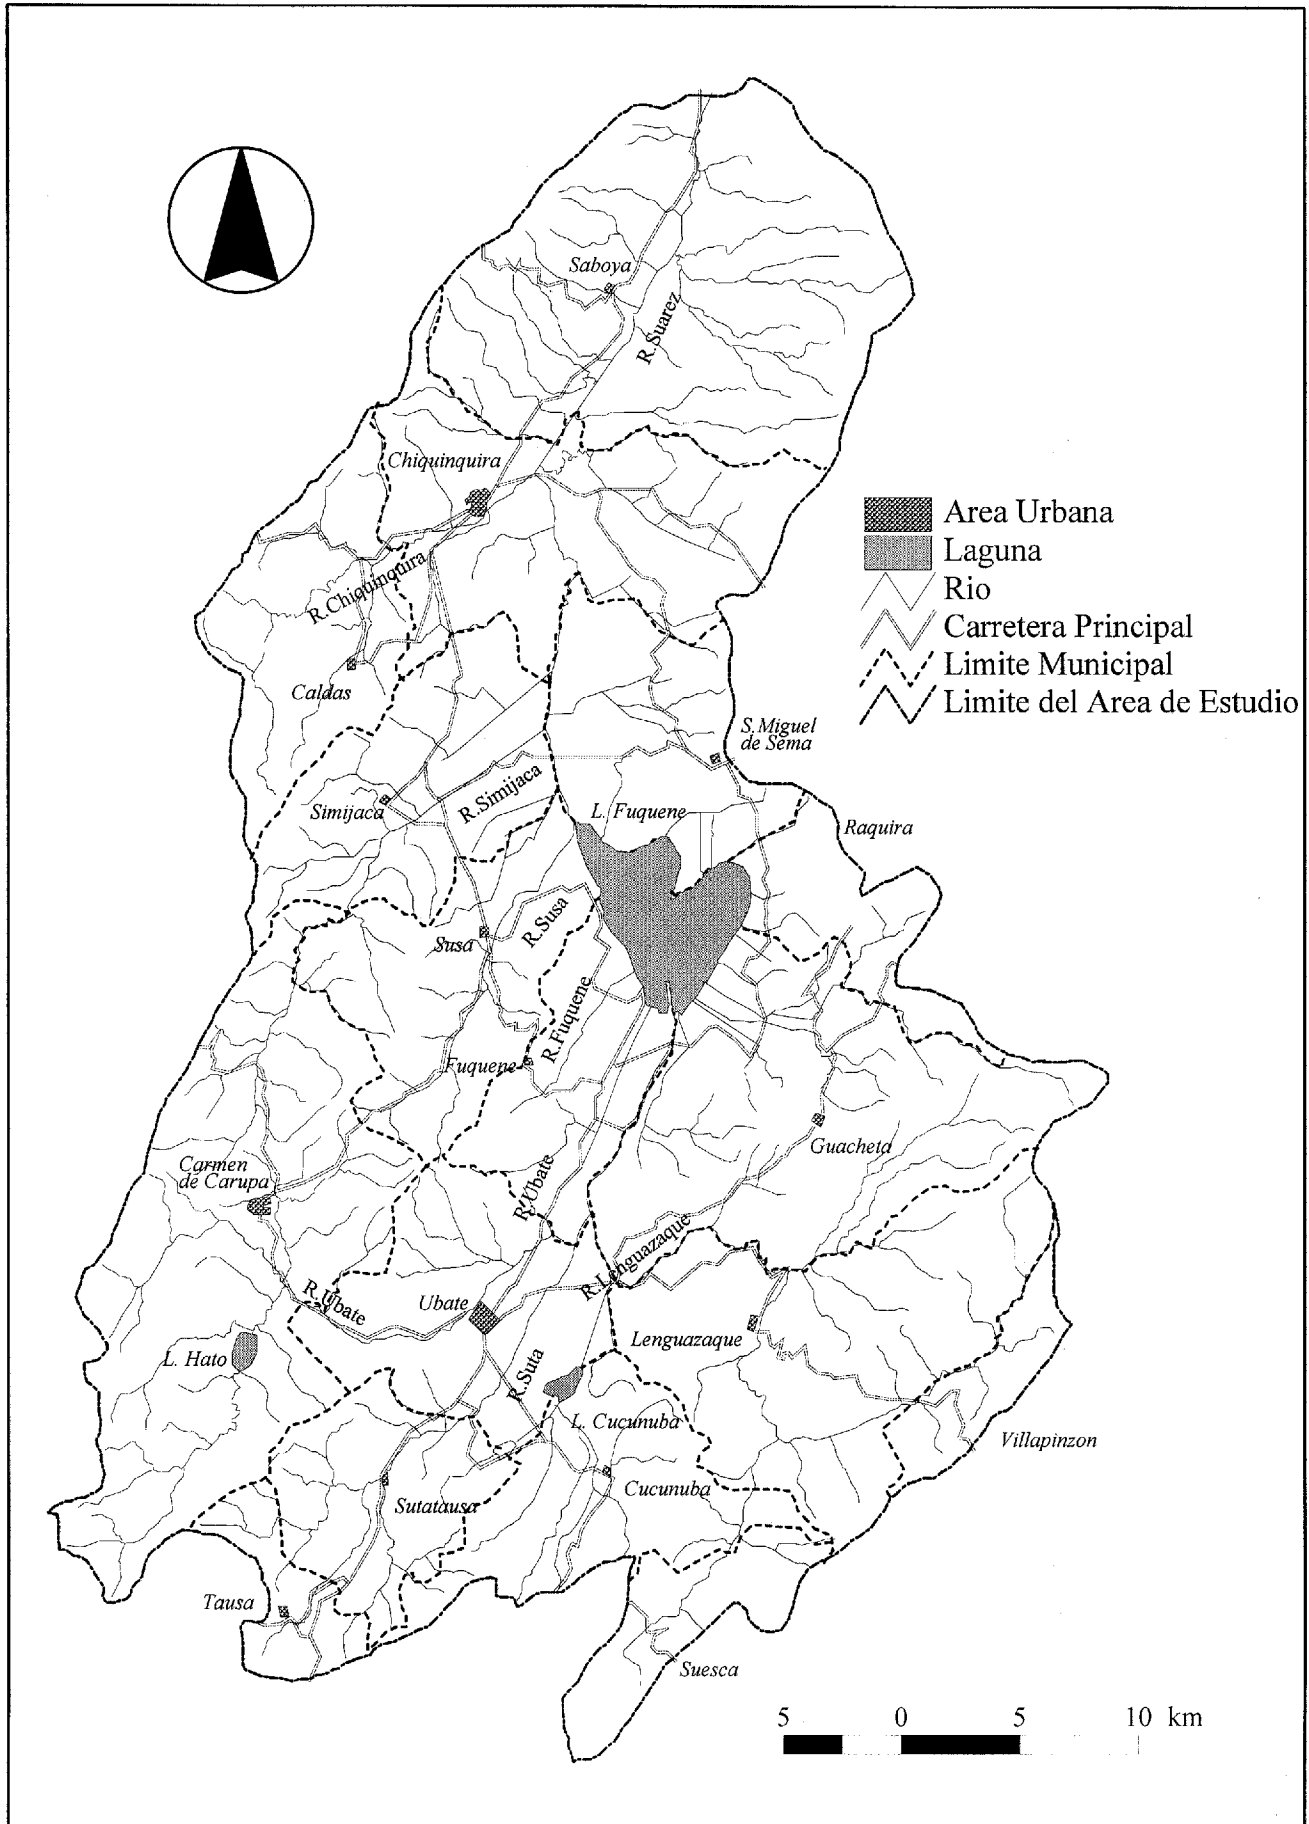 Saboya
R.Suarez
Chiquinquira
Area Urbana
Laguna
R.Chiquinquira
Rio
Carretera Principal
Limite Municipal
Caldas
Limite del Area de Estudio
S.Miguel
de Sema
R.Simijaca
Simijaca
L. Fuquene
Raquira
R.Susa
Susa
R.Fuquene
Fuquene
Guacheta
Carmen
de Carupa
R.Ubate
R.Lenguazaque
R.Ubate
Ubate
Lenguazaque
L. Hato
R.Suta
L. Cucunuba
Villapinzon
Cucunuba
Sutatausa
Tausa
Suesca
5 0 5 10 km